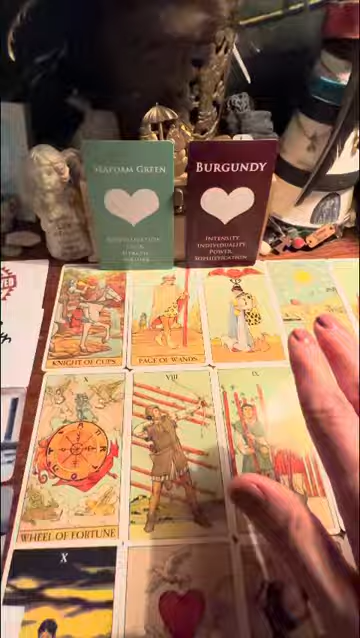 SEAFOAM GREEN
BURGUNDY
INTENSITY
INDIVIDUALITY
POWER
SOPHISTICATION
KNIGHT OF CUPS
PAGE OF WANDS
X
VIII
IX
WHEEL OF FORTUNE
X